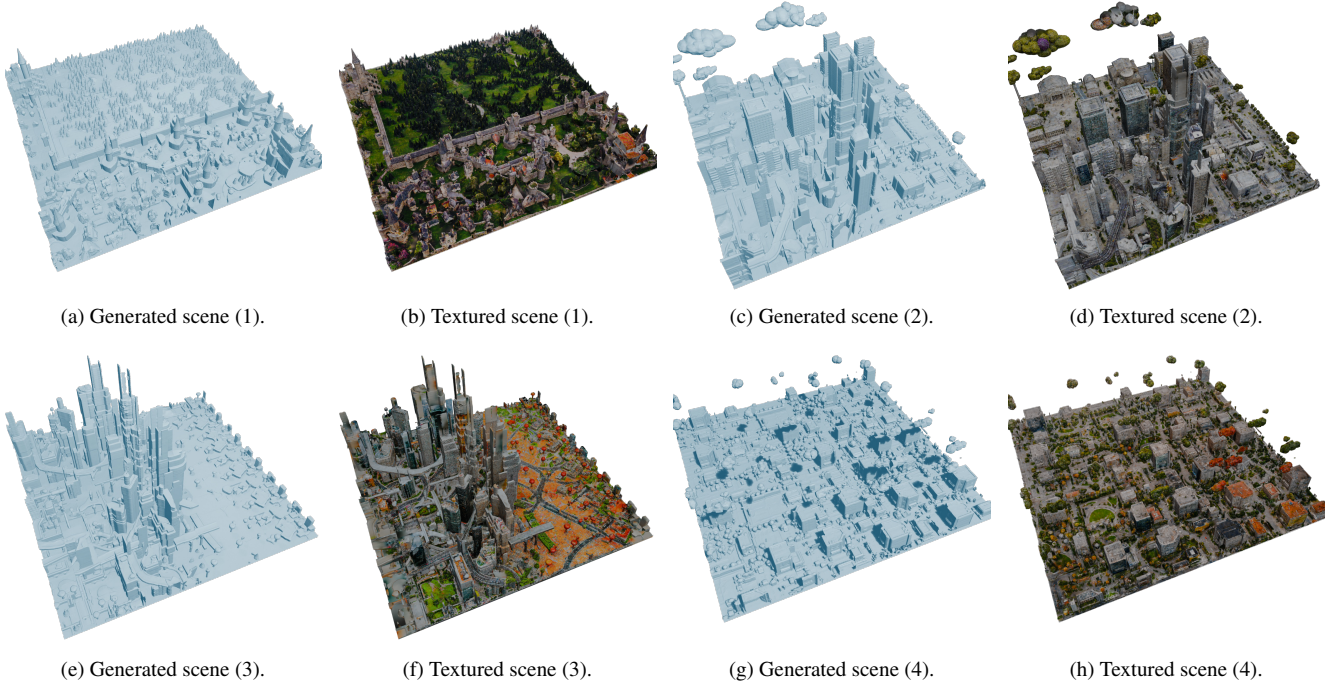 (a) Generated scene (1).
(b) Textured scene (1).
(c) Generated scene (2).
(d) Textured scene (2).
(e) Generated scene (3).
(f) Textured scene (3).
(g) Generated scene (4).
(h) Textured scene (4).